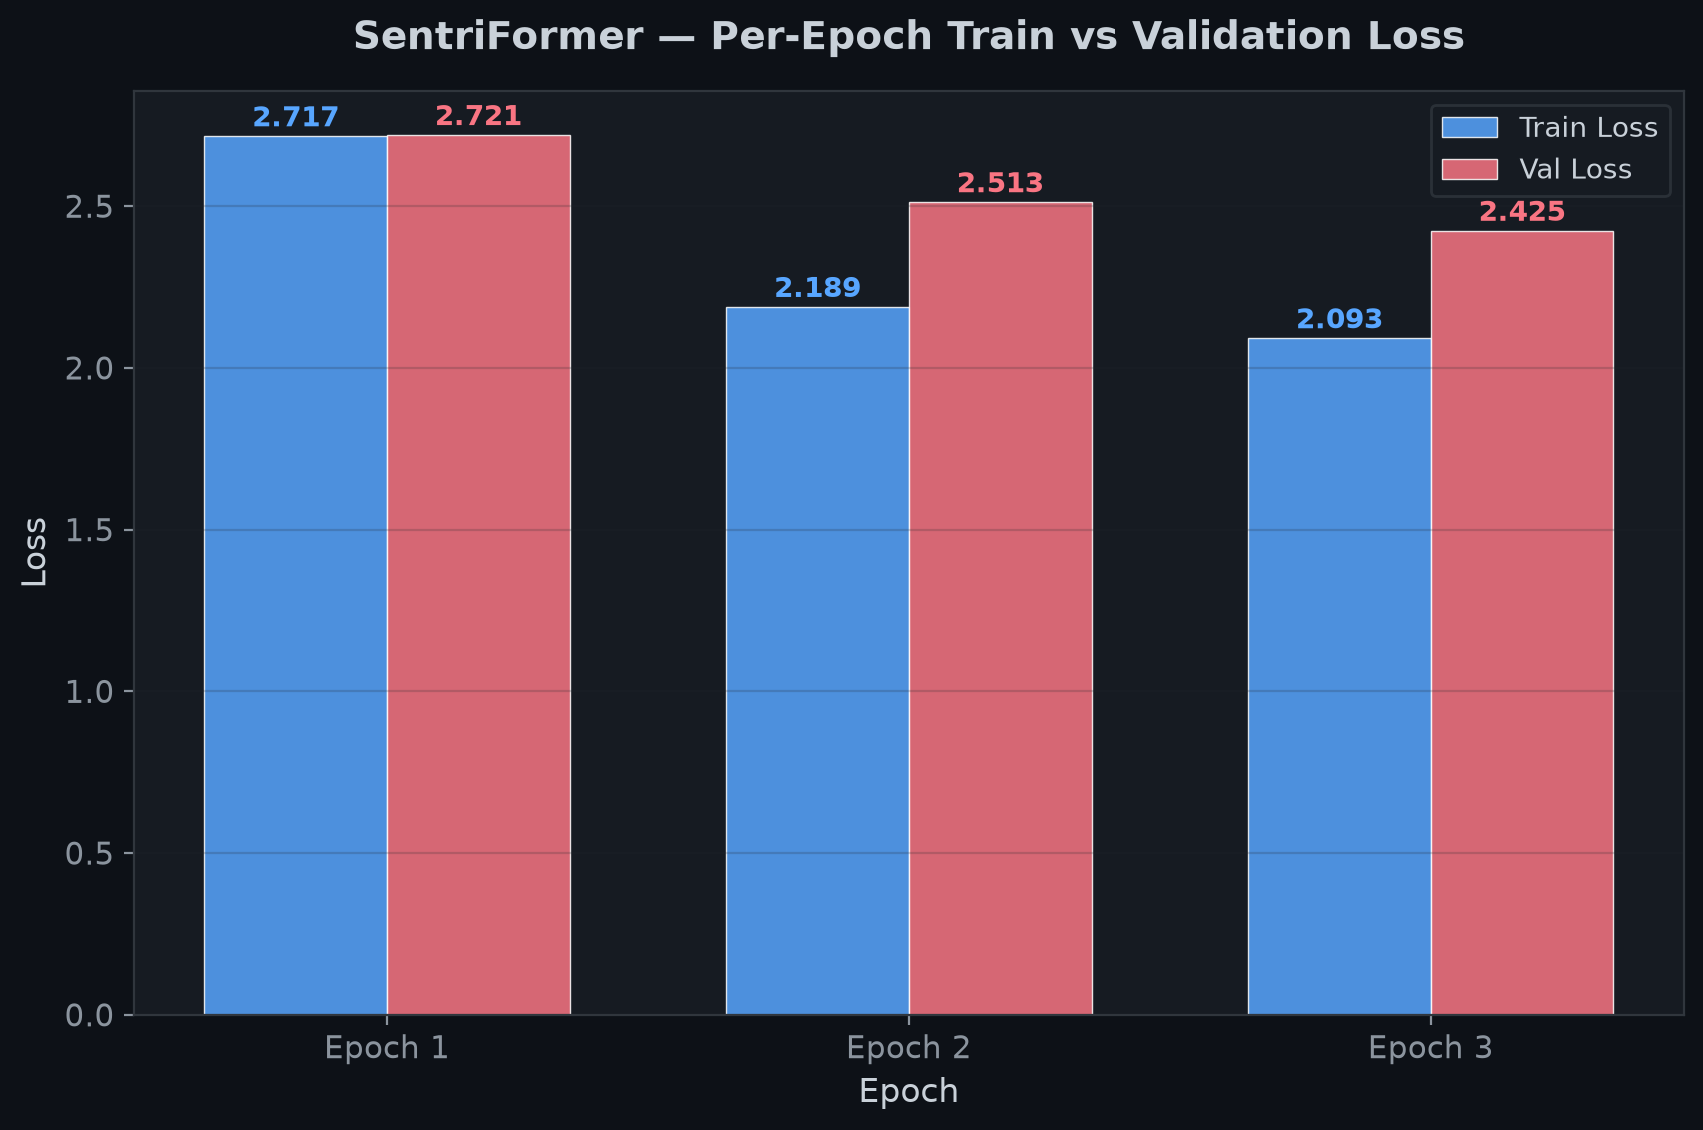 SentriFormer — Per-Epoch Train vs Validation Loss
2.717
2.721
2.513
2.425
2.189
2.093
Train Loss
Val Loss
Loss
2.5
2.0
1.5
1.0
0.5
0.0
Epoch 1
Epoch 2
Epoch 3
Epoch